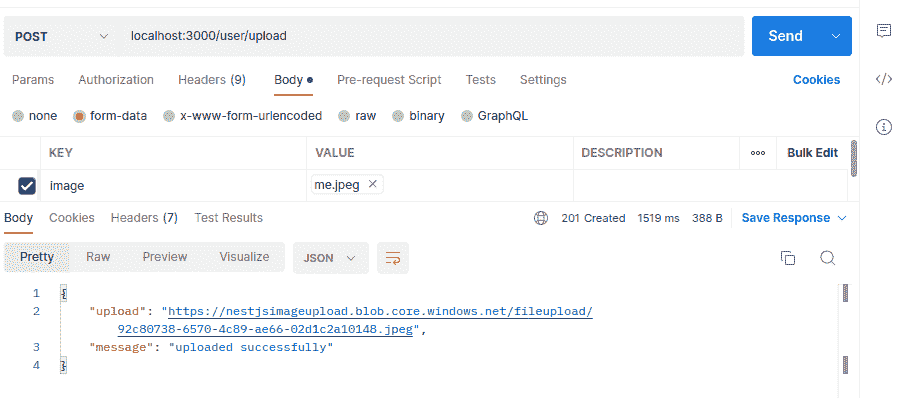 POST localhost:3000/user/upload Send
Params Authorization Headers (9) Body Pre-request Script Tests Settings Cookies
none form-data x-www-form-urlencoded raw binary GraphQL
KEY VALUE DESCRIPTION ooo Bulk Edit
image me.jpeg
Body Cookies Headers (7) Test Results 201 Created 1519 ms 388 B Save Response
Pretty Raw Preview Visualize JSON
1 {
2 "upload": "https://nestjsimageupload.blob.core.windows.net/fileupload/
92c80738-6570-4c89-ae66-02d1c2a10148.jpeg",
3 "message": "uploaded successfully"
4 }